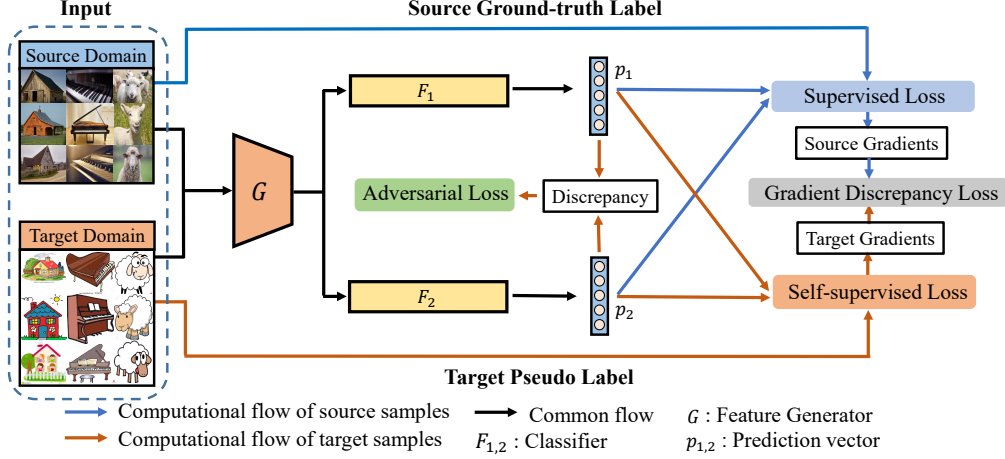 Input
Source Ground-truth Label
Source Domain
F₁
p₁
Supervised Loss
Source Gradients
G
Adversarial Loss
Discrepancy
Gradient Discrepancy Loss
Target Domain
Target Gradients
F₂
p₂
Self-supervised Loss
Target Pseudo Label
Computational flow of source samples
Common flow
G : Feature Generator
Computational flow of target samples
F₁,₂ : Classifier
p₁,₂ : Prediction vector